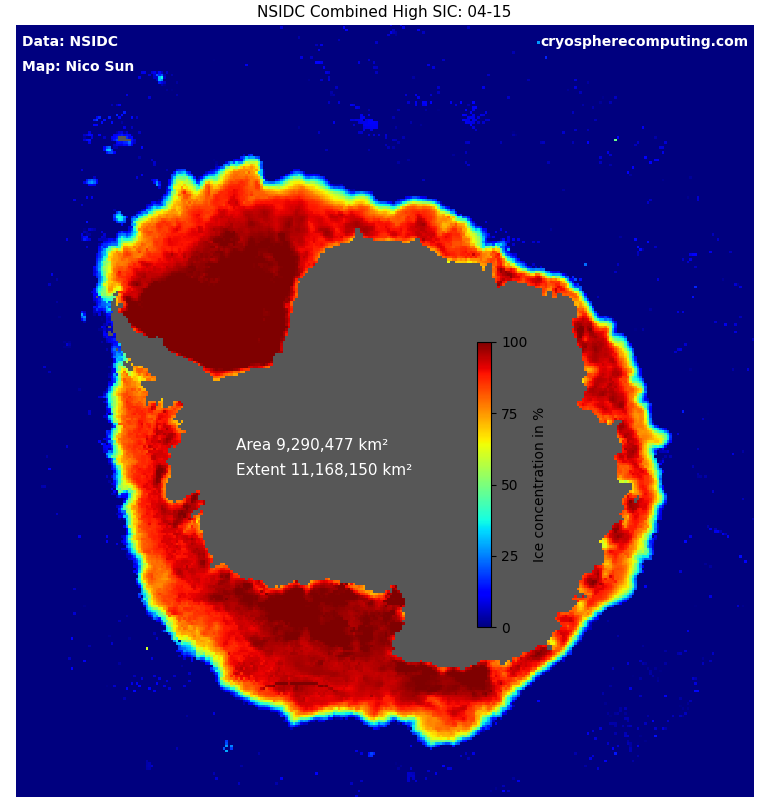 NSIDC Combined High SIC: 04-15
Data: NSIDC
cryospherecomputing.com
Map: Nico Sun
100
75
50
25
0
Ice concentration in %
Area 9,290,477 km²
Extent 11,168,150 km²